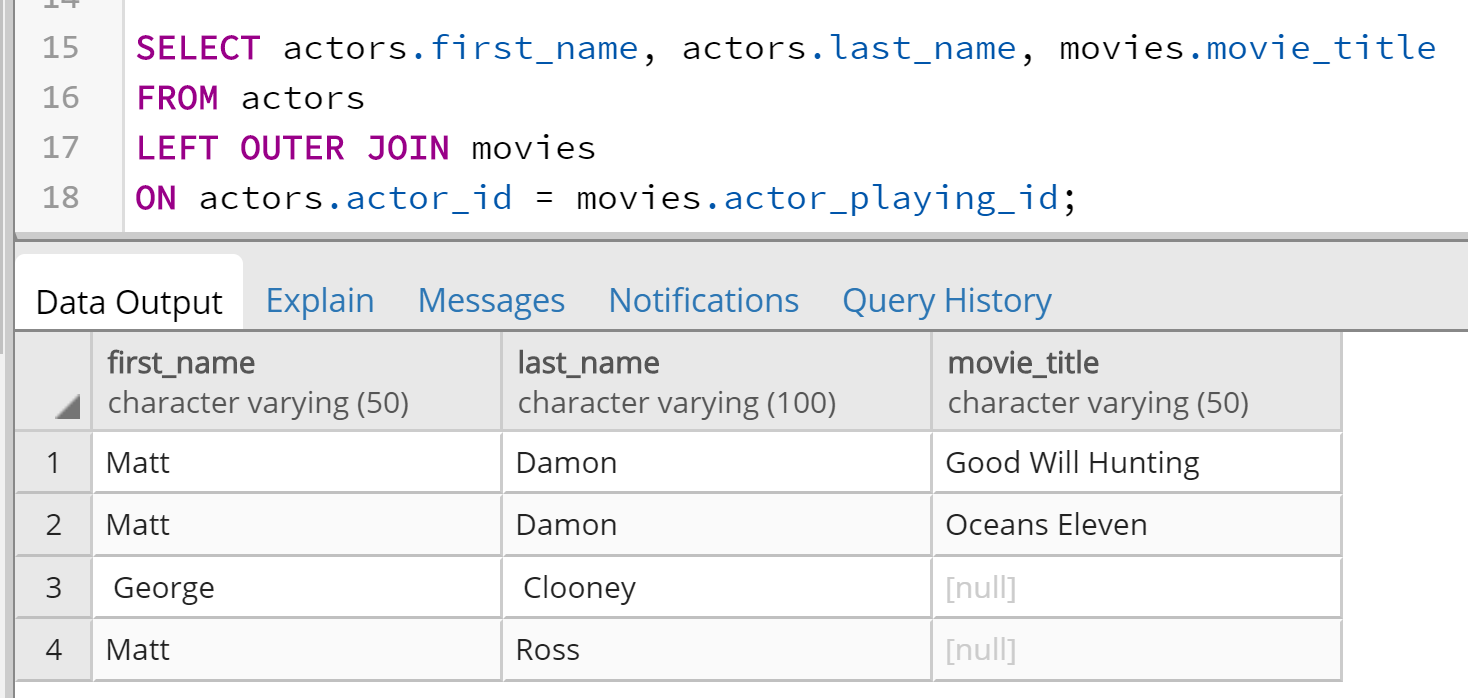 14
15 SELECT actors.first_name, actors.last_name, movies.movie_title
16 FROM actors
17 LEFT OUTER JOIN movies
18 ON actors.actor_id = movies.actor_playing_id;
Data Output Explain Messages Notifications Query History
first_name last_name movie_title
character varying (50) character varying (100) character varying (50)
1 Matt Damon Good Will Hunting
2 Matt Damon Oceans Eleven
3 George Clooney [null]
4 Matt Ross [null]